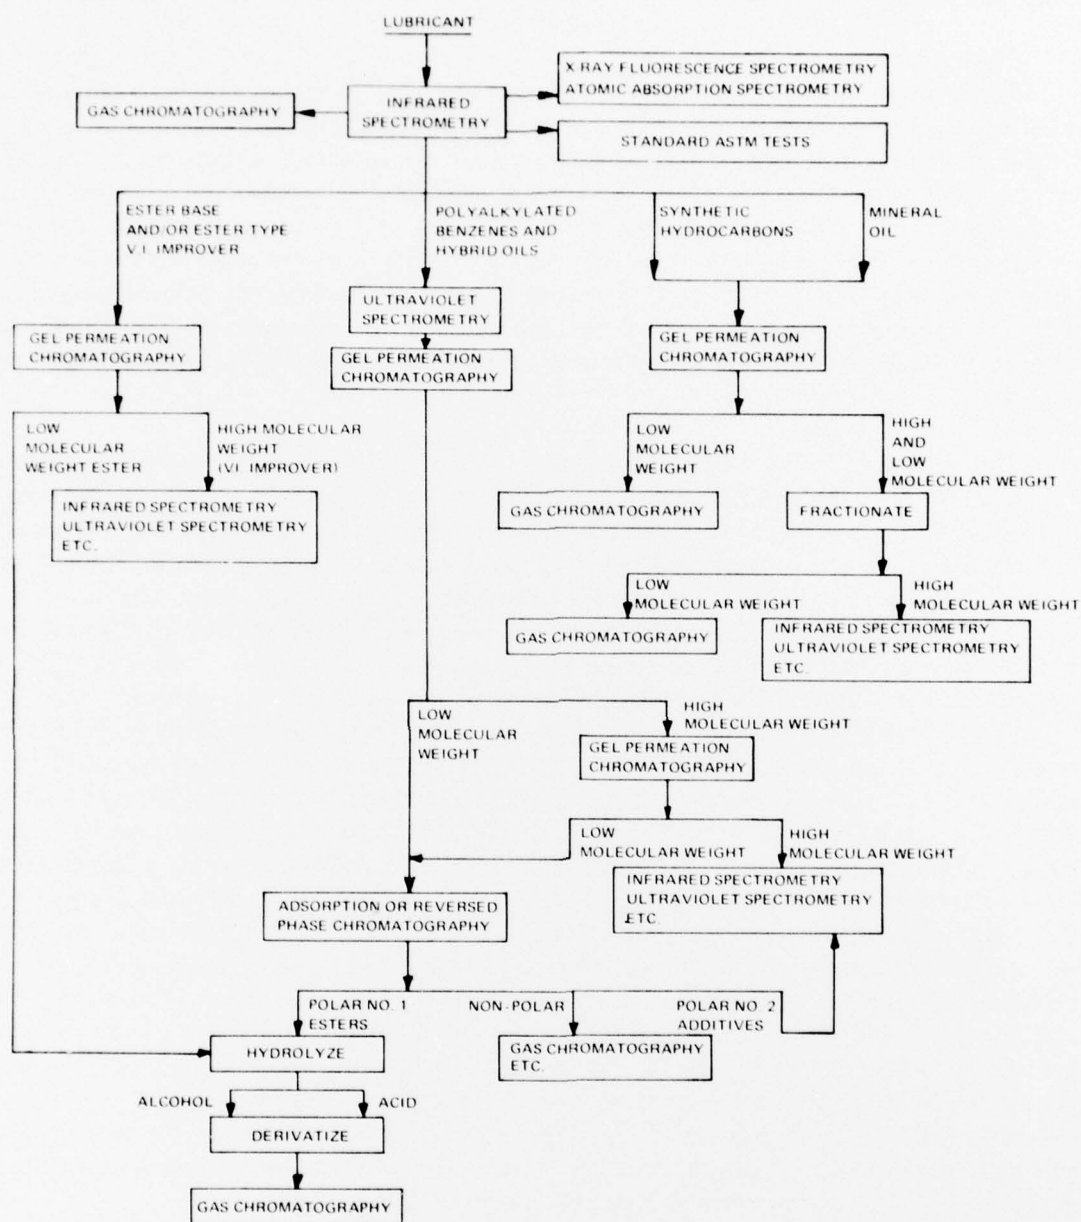 LUBRICANT
X RAY FLUORESCENCE SPECTROMETRY
ATOMIC ABSORPTION SPECTROMETRY
GAS CHROMATOGRAPHY
INFRARED
SPECTROMETRY
STANDARD ASTM TESTS
ESTER BASE
AND/OR ESTER TYPE
V.I. IMPROVER
POLYALKYLATED
BENZENES AND
HYBRID OILS
SYNTHETIC
HYDROCARBONS
MINERAL
OIL
ULTRAVIOLET
SPECTROMETRY
GEL PERMEATION
CHROMATOGRAPHY
GEL PERMEATION
CHROMATOGRAPHY
GEL PERMEATION
CHROMATOGRAPHY
LOW
MOLECULAR
WEIGHT ESTER
HIGH MOLECULAR
WEIGHT
(V.I. IMPROVER)
LOW
MOLECULAR
WEIGHT
HIGH
AND
LOW
MOLECULAR WEIGHT
INFRARED SPECTROMETRY
ULTRAVIOLET SPECTROMETRY
ETC.
GAS CHROMATOGRAPHY
FRACTIONATE
LOW
MOLECULAR WEIGHT
HIGH
MOLECULAR WEIGHT
GAS CHROMATOGRAPHY
INFRARED SPECTROMETRY
ULTRAVIOLET SPECTROMETRY
ETC.
LOW
MOLECULAR
WEIGHT
HIGH
MOLECULAR WEIGHT
GEL PERMEATION
CHROMATOGRAPHY
LOW
MOLECULAR WEIGHT
HIGH
MOLECULAR WEIGHT
INFRARED SPECTROMETRY
ULTRAVIOLET SPECTROMETRY
ETC.
ADSORPTION OR REVERSED
PHASE CHROMATOGRAPHY
POLAR NO. 1
ESTERS
NON-POLAR
POLAR NO. 2
ADDITIVES
HYDROLYZE
GAS CHROMATOGRAPHY
ETC.
ALCOHOL
ACID
DERIVATIZE
GAS CHROMATOGRAPHY